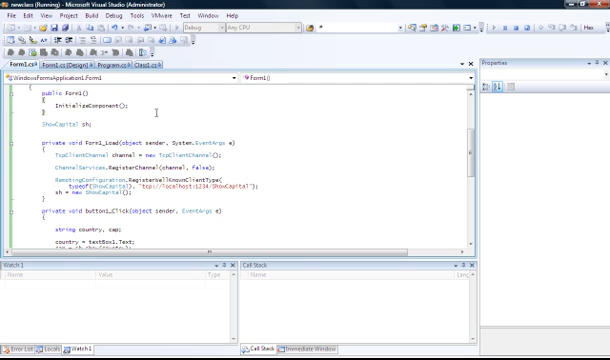 newclass (Running) - Microsoft Visual Studio (Administrator)
File Edit View Project Build Debug Tools VMware Test Window Help
Debug Any CPU
Form1.cs Form1.cs [Design] Program.cs Class1.cs
WindowsFormsApplication1.Form1 Form1()
{
public Form1()
{
InitializeComponent();
}
ShowCapital sh;
private void Form1_Load(object sender, System.EventArgs e)
{
TcpClientChannel channel = new TcpClientChannel();
ChannelServices.RegisterChannel(channel, false);
RemotingConfiguration.RegisterWellKnownClientType(
typeof(ShowCapital), "tcp://localhost:1234/ShowCapital");
sh = new ShowCapital();
}
private void button1_Click(object sender, EventArgs e)
{
string country, cap;
country = textBox1.Text;
Properties
Watch 1
Name Value Type
Call Stack
Name
Error List Locals Watch 1
Call Stack Immediate Window